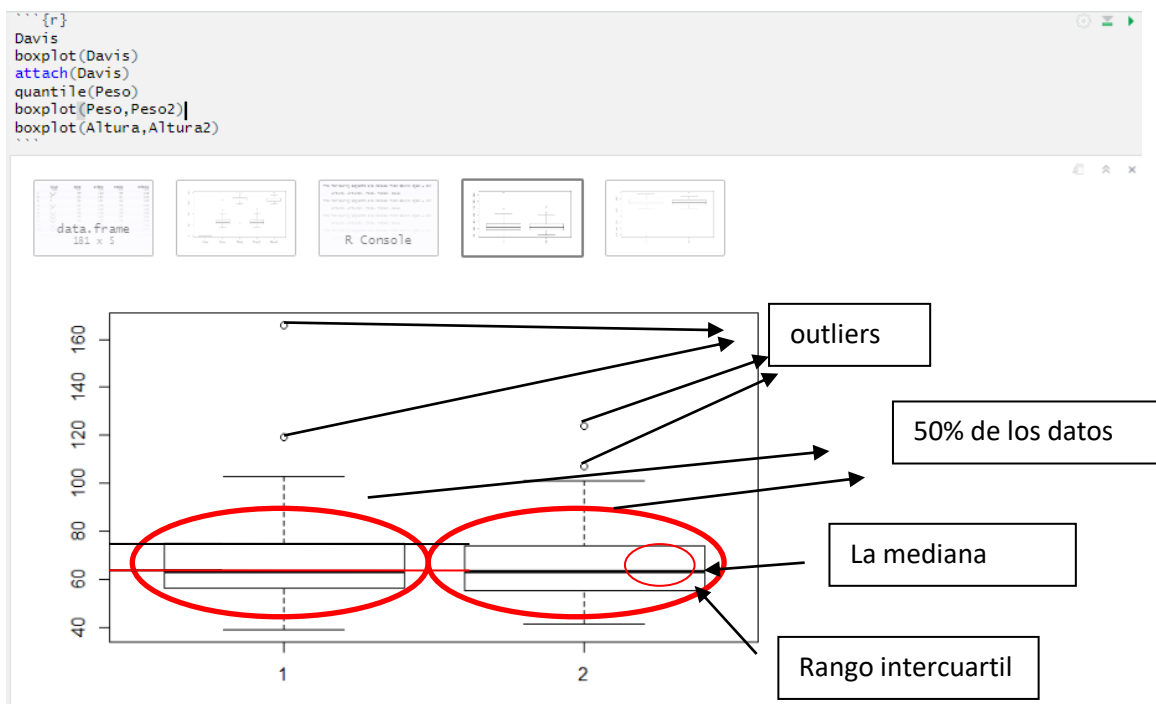 ```{r}
Davis
boxplot(Davis)
attach(Davis)
quantile(Peso)
boxplot(Peso,Peso2)
boxplot(Altura,Altura2)
```
data.frame
181 x 5
R Console
outliers
50% de los datos
La mediana
Rango intercuartil
160
140
120
100
80
60
40
1
2